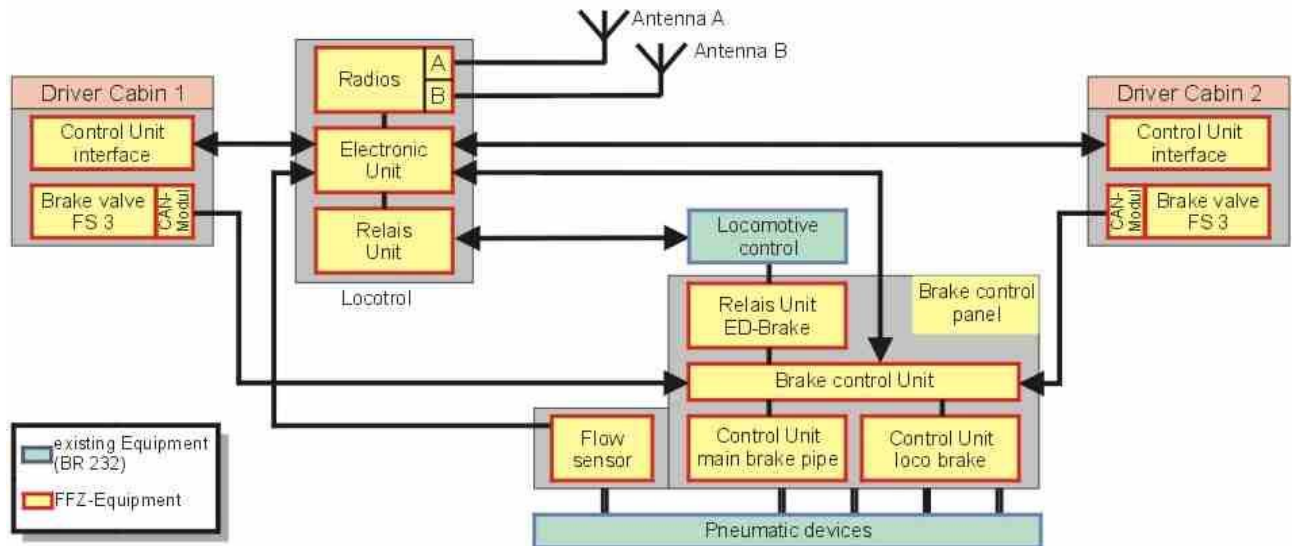 Antenna A
Antenna B
Radios
A
B
Driver Cabin 1
Control Unit
interface
Brake valve
FS 3
CAN-
Modul
Electronic
Unit
Relais
Unit
Locotrol
Driver Cabin 2
Control Unit
interface
CAN-
Modul
Brake valve
FS 3
Locomotive
control
Relais Unit
ED-Brake
Brake control
panel
Brake control Unit
Flow
sensor
Control Unit
main brake pipe
Control Unit
loco brake
Pneumatic devices
existing Equipment
(BR 232)
FFZ-Equipment